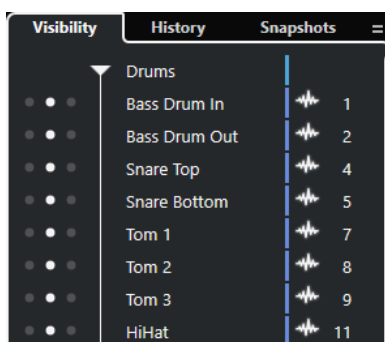 Visibility History Snapshots
Drums
Bass Drum In 1
Bass Drum Out 2
Snare Top 4
Snare Bottom 5
Tom 1 7
Tom 2 8
Tom 3 9
HiHat 11